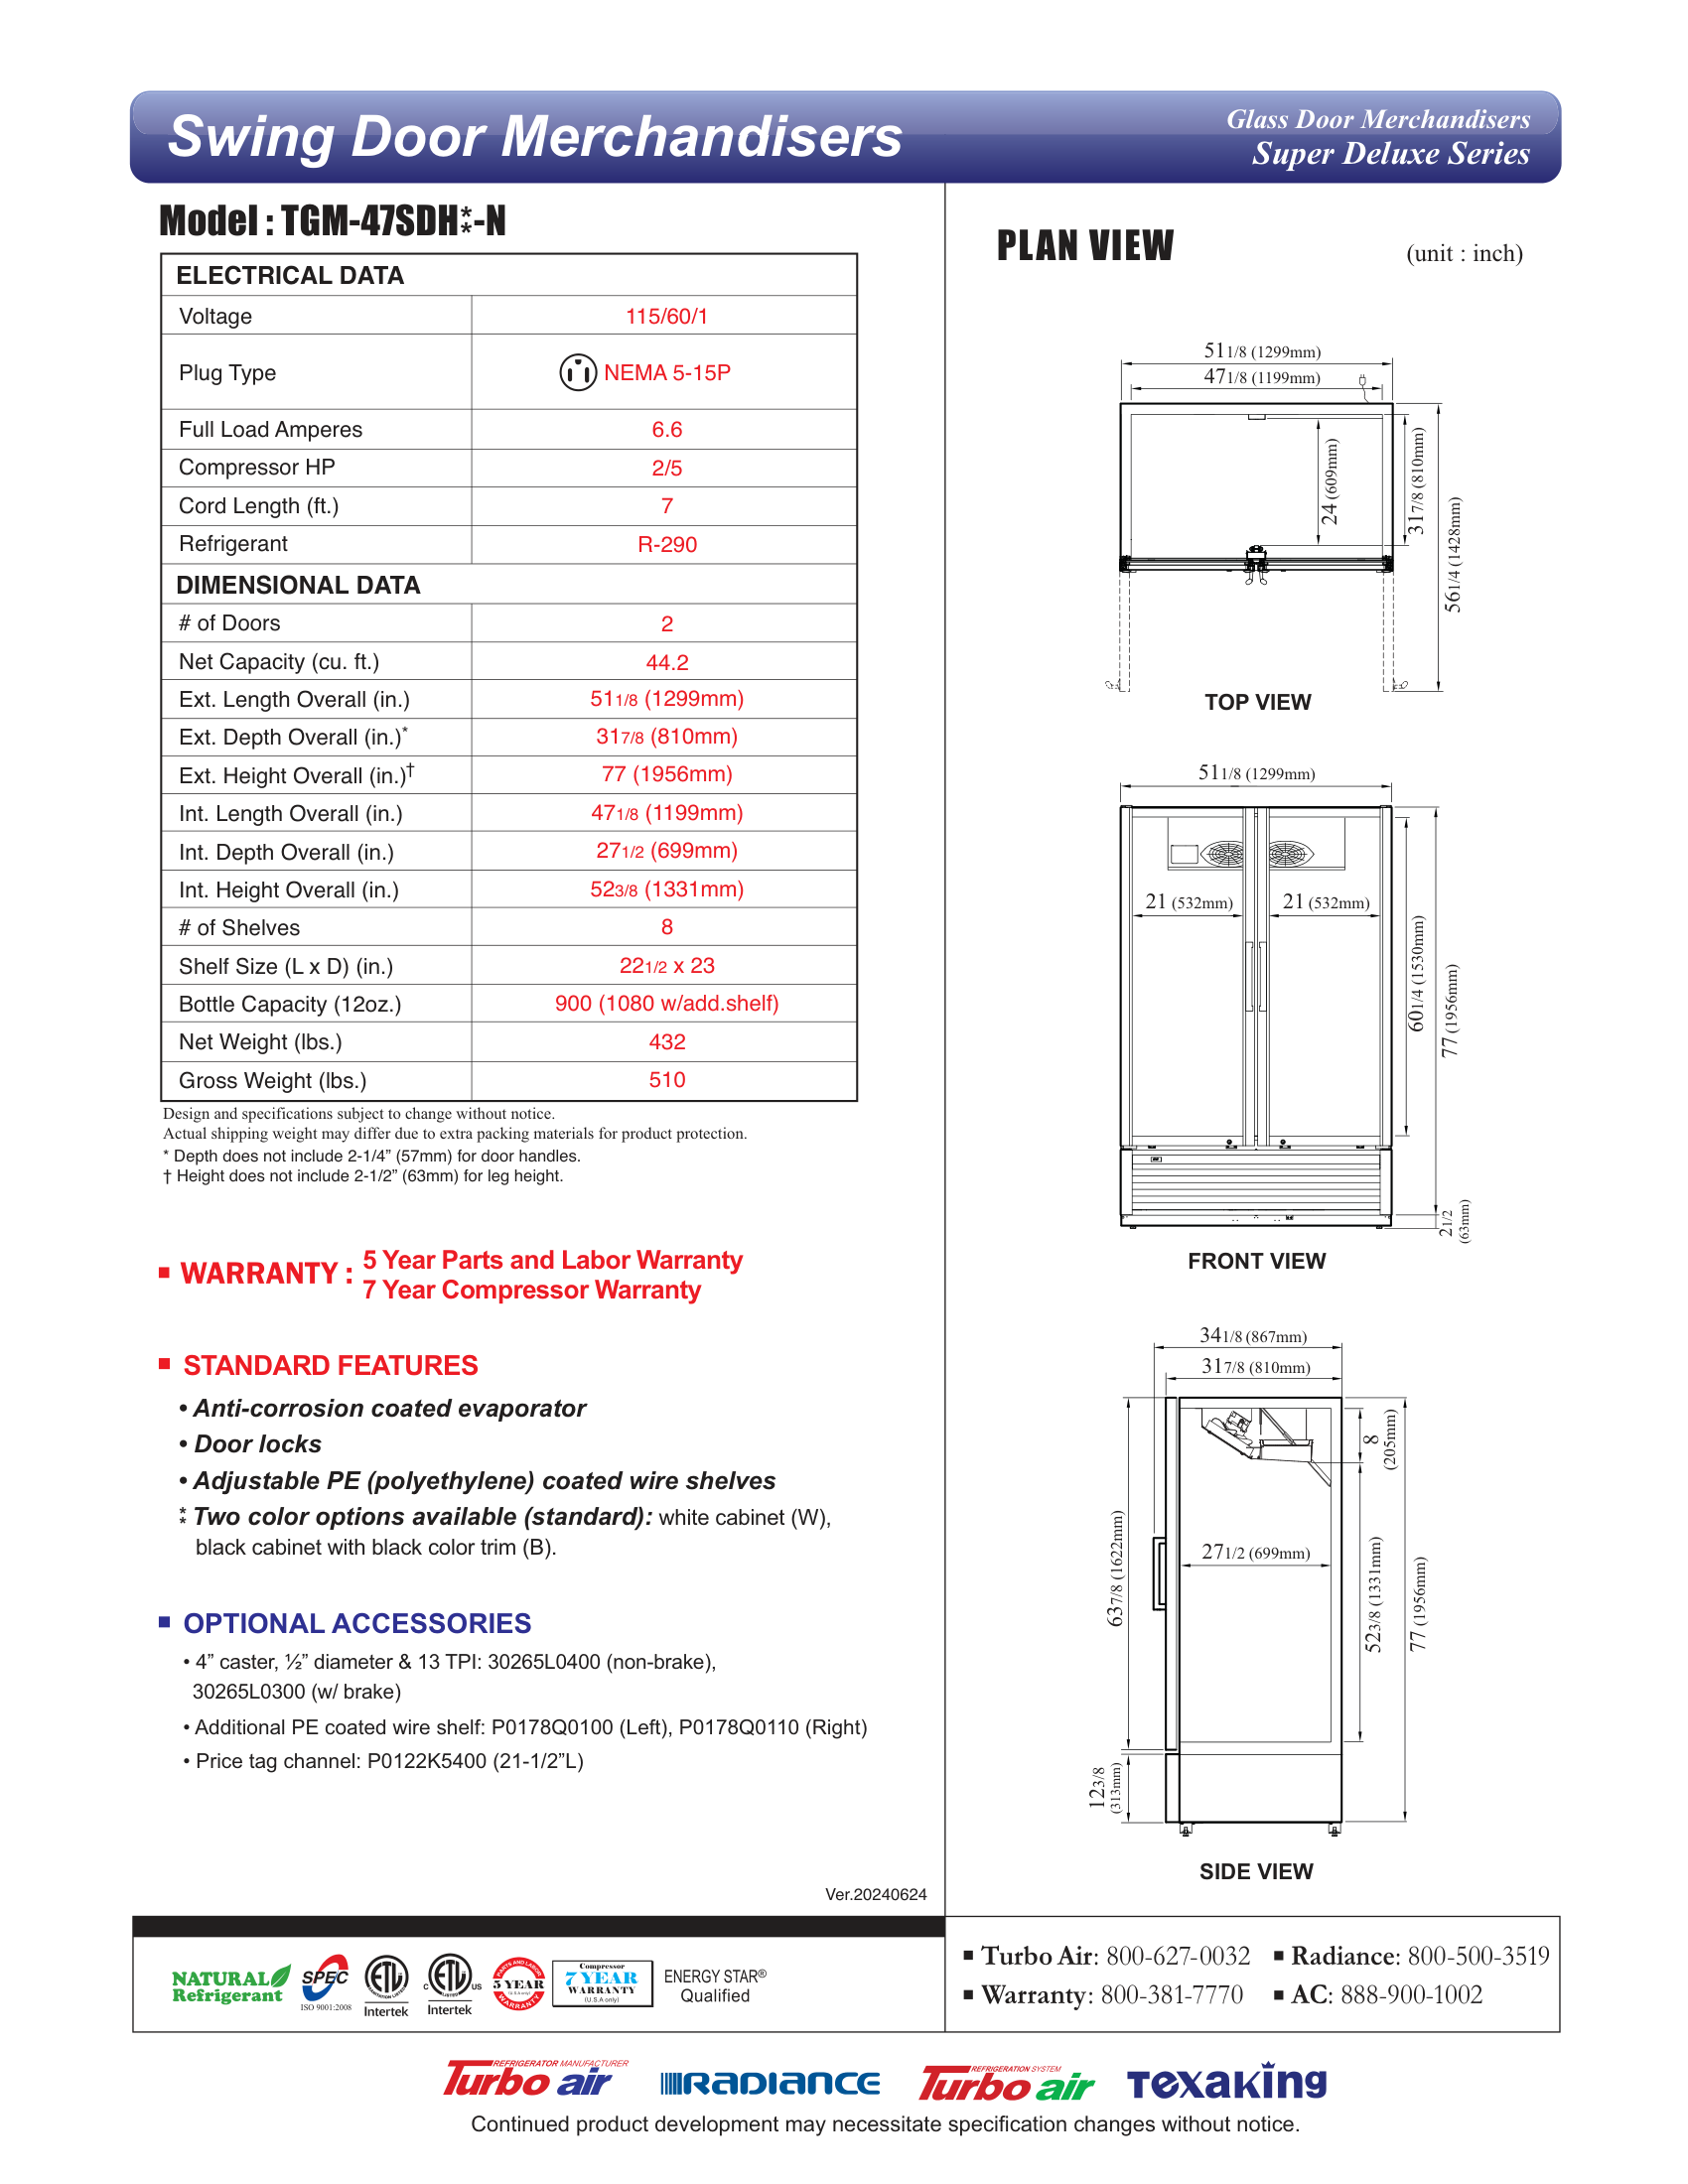 Swing Door Merchandisers
Glass Door Merchandisers
Super Deluxe Series
Model : TGM-47SDH⁑-N
ELECTRICAL DATA
Voltage 115/60/1
Plug Type NEMA 5-15P
Full Load Amperes 6.6
Compressor HP 2/5
Cord Length (ft.) 7
Refrigerant R-290
DIMENSIONAL DATA
# of Doors 2
Net Capacity (cu. ft.) 44.2
Ext. Length Overall (in.) 51 1/8 (1299mm)
Ext. Depth Overall (in.)* 31 7/8 (810mm)
Ext. Height Overall (in.)† 77 (1956mm)
Int. Length Overall (in.) 47 1/8 (1199mm)
Int. Depth Overall (in.) 27 1/2 (699mm)
Int. Height Overall (in.) 52 3/8 (1331mm)
# of Shelves 8
Shelf Size (L x D) (in.) 22 1/2 x 23
Bottle Capacity (12oz.) 900 (1080 w/add.shelf)
Net Weight (lbs.) 432
Gross Weight (lbs.) 510
Design and specifications subject to change without notice.
Actual shipping weight may differ due to extra packing materials for product protection.
* Depth does not include 2-1/4” (57mm) for door handles.
† Height does not include 2-1/2” (63mm) for leg height.
WARRANTY : 5 Year Parts and Labor Warranty
7 Year Compressor Warranty
STANDARD FEATURES
• Anti-corrosion coated evaporator
• Door locks
• Adjustable PE (polyethylene) coated wire shelves
⁑ Two color options available (standard): white cabinet (W),
black cabinet with black color trim (B).
OPTIONAL ACCESSORIES
• 4” caster, ½” diameter & 13 TPI: 30265L0400 (non-brake),
30265L0300 (w/ brake)
• Additional PE coated wire shelf: P0178Q0100 (Left), P0178Q0110 (Right)
• Price tag channel: P0122K5400 (21-1/2”L)
Ver.20240624
PLAN VIEW
(unit : inch)
51 1/8 (1299mm)
47 1/8 (1199mm)
24 (609mm)
31 7/8 (810mm)
56 1/4 (1428mm)
TOP VIEW
51 1/8 (1299mm)
21 (532mm)
21 (532mm)
60 1/4 (1530mm)
77 (1956mm)
2 1/2
(63mm)
FRONT VIEW
34 1/8 (867mm)
31 7/8 (810mm)
8
(205mm)
63 7/8 (1622mm)
27 1/2 (699mm)
52 3/8 (1331mm)
77 (1956mm)
12 3/8
(313mm)
SIDE VIEW
NATURAL
Refrigerant
SPEC
ISO 9001:2008
ETL
Intertek
C ETL US
LISTED
Intertek
PARTS AND LABOR
5 YEAR
(U.S.A only)
WARRANTY
Compressor
7 YEAR
WARRANTY
(U.S.A only)
ENERGY STAR®
Qualified
Turbo Air: 800-627-0032
Radiance: 800-500-3519
Warranty: 800-381-7770
AC: 888-900-1002
REFRIGERATOR MANUFACTURER
Turbo air
RADIANCE
REFRIGERATION SYSTEM
Turbo air
TEXAKING
Continued product development may necessitate specification changes without notice.